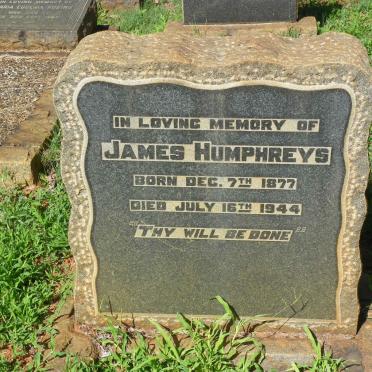 IN LOVING MEMORY OF
JAMES HUMPHREYS
BORN DEC. 7TH 1877
DIED JULY 16TH 1944
"THY WILL BE DONE"